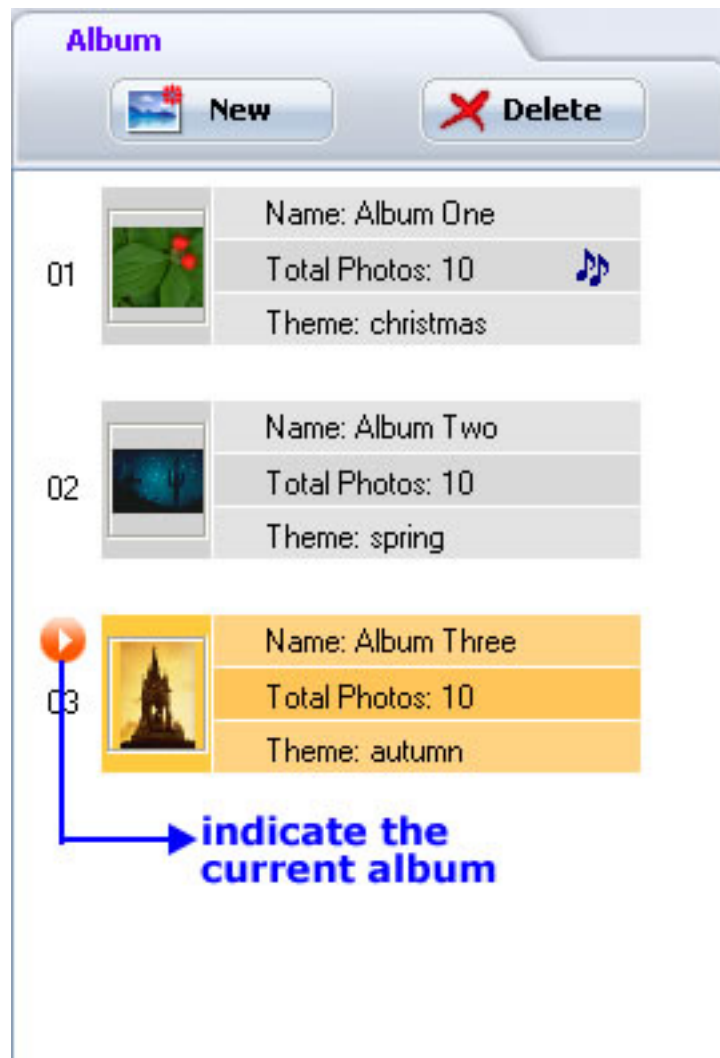 Album
New
Delete
01
Name: Album One
Total Photos: 10
Theme: christmas
02
Name: Album Two
Total Photos: 10
Theme: spring
03
Name: Album Three
Total Photos: 10
Theme: autumn
indicate the
current album